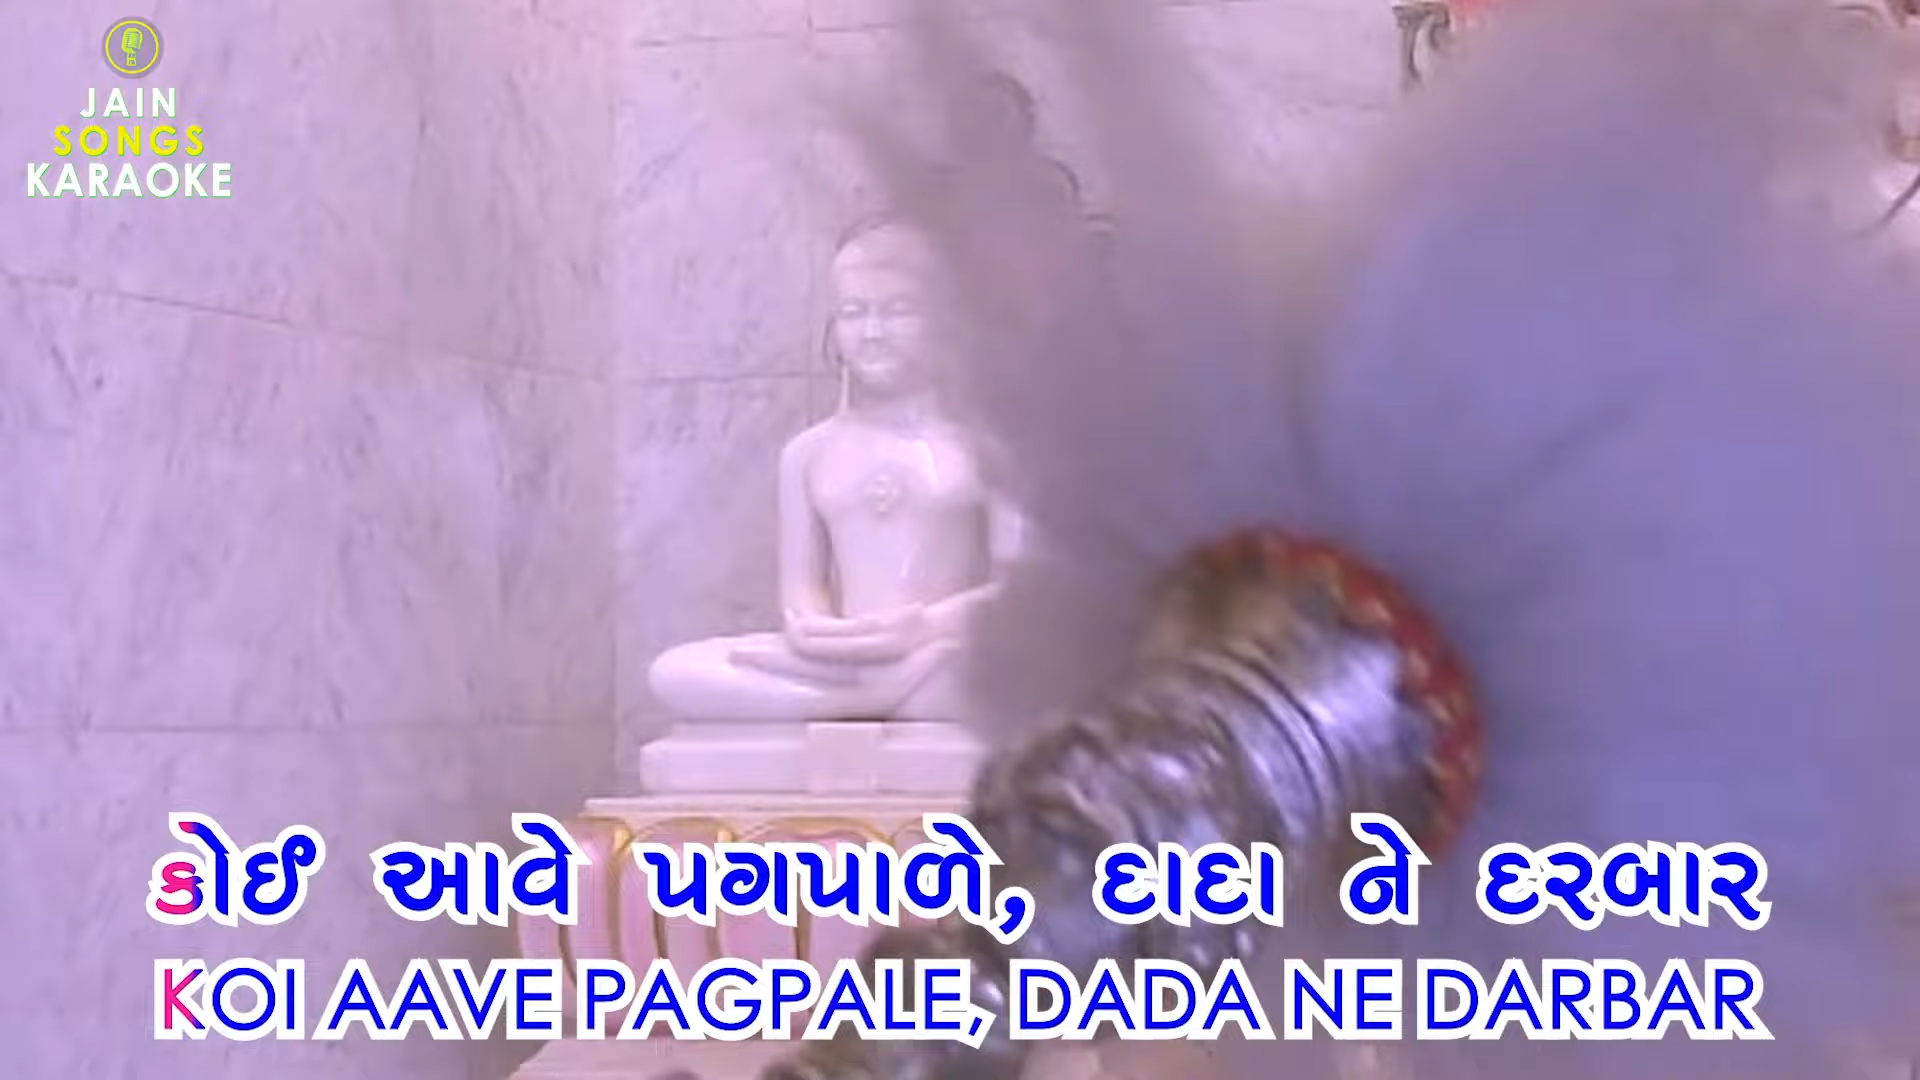 JAIN
SONGS
KARAOKE
કોઈ આવે પગપાળે, દાદા ને દરબાર
KOI AAVE PAGPALE, DADA NE DARBAR